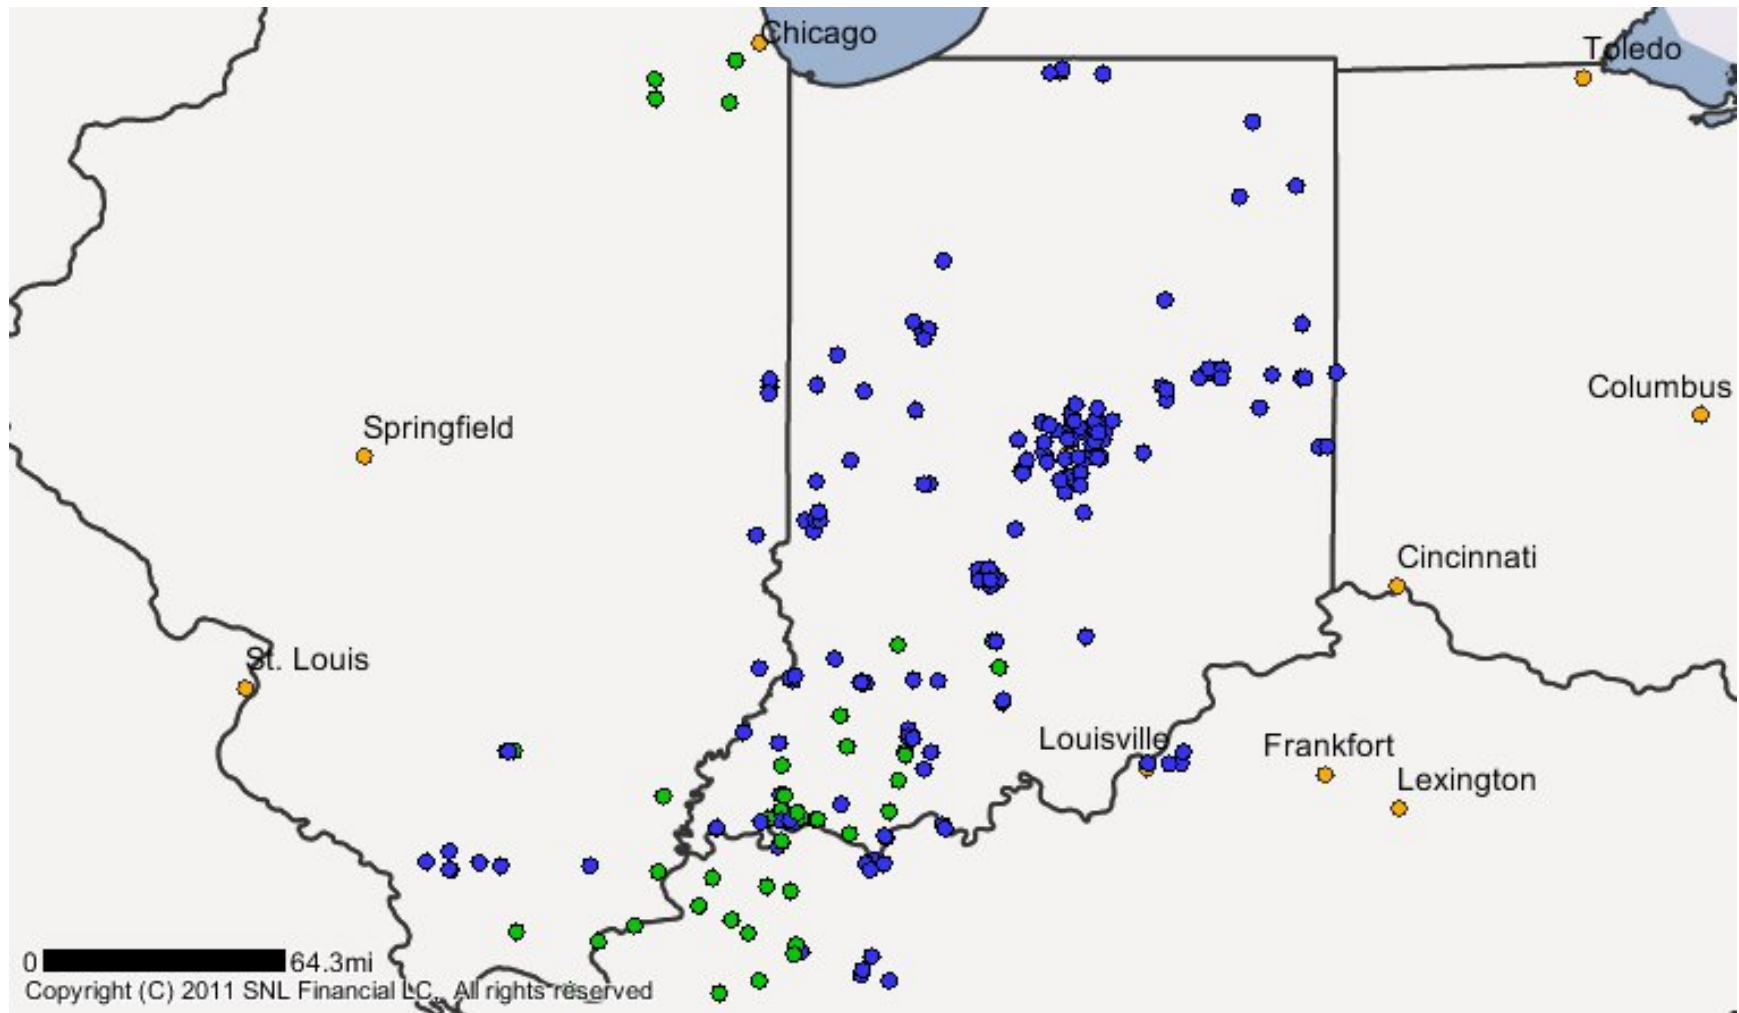 Chicago
Toledo
Columbus
Springfield
Cincinnati
St. Louis
Louisville
Frankfort
Lexington
0 64.3mi
Copyright (C) 2011 SNL Financial LC. All rights reserved